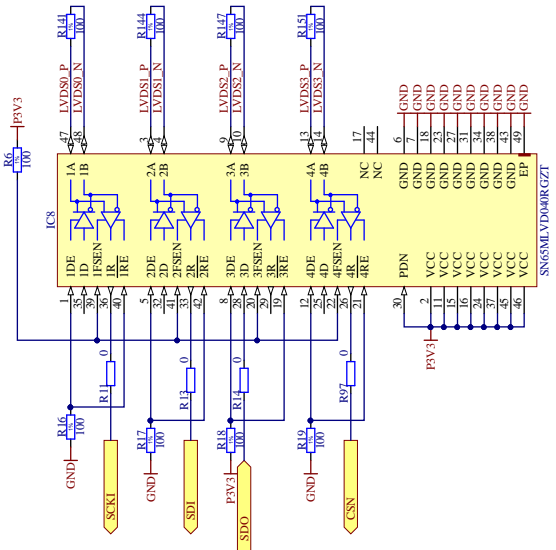 R141
1%
100
R144
1%
100
R147
1%
100
R151
1%
100
LVDS0_P
LVDS0_N
LVDS1_P
LVDS1_N
LVDS2_P
LVDS2_N
LVDS3_P
LVDS3_N
GND
GND
GND
GND
GND
GND
GND
GND
GND
GND
P3V3
R6
1%
100
47
48
3
4
9
10
13
14
17
44
6
7
18
23
27
31
34
38
43
49
1A
1B
2A
2B
3A
3B
4A
4B
NC
NC
GND
GND
GND
GND
GND
GND
GND
GND
GND
EP
IC8
SN65MLVD040RGZT
1DE
1D
1FSEN
1R
1RE
2DE
2D
2FSEN
2R
2RE
3DE
3D
3FSEN
3R
3RE
4DE
4D
4FSEN
4R
4RE
PDN
VCC
VCC
VCC
VCC
VCC
VCC
VCC
VCC
1
35
39
36
40
5
32
41
33
42
8
28
20
29
19
12
25
22
26
21
30
2
11
15
16
24
37
45
46
P3V3
R11
0
R13
0
R14
0
R97
0
R16
1%
100
R17
1%
100
R18
1%
100
R19
1%
100
GND
GND
P3V3
GND
SCKI
SDI
SDO
CSN